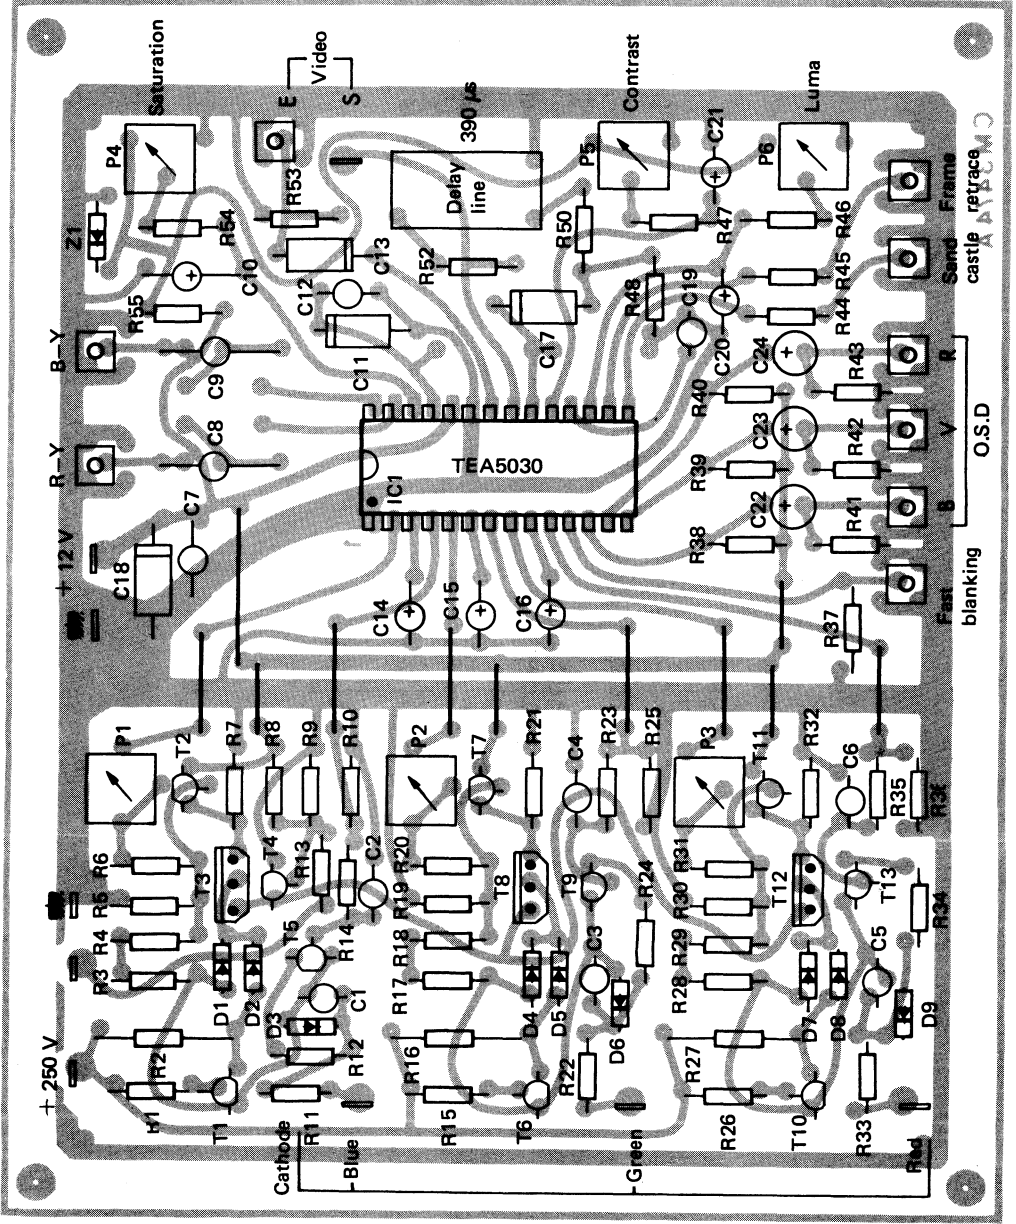 Saturation
Video
E
S
390 µs
Contrast
Luma
P4
R53
Delay
line
P5
C21
P6
Frame
retrace
CM3474A
Z1
R54
C13
R50
R47
R46
Sand
castle
C10
C12
R52
R48
C19
R45
R55
C11
C17
C20
R44
B–Y
C9
C24
R43
R
R40
R–Y
C8
C23
R42
V
R39
O.S.D
TEA5030
IC1
C7
C22
R41
B
R38
+ 12 V
C18
C14
C15
C16
R37
Fast
blanking
P1
R7
R8
R9
R10
P2
T7
R21
R23
R25
P3
T11
R32
T2
C4
C6
R35
R36
R6
T4
R13
C2
R20
R31
R5
T3
R19
T8
T9
R24
R30
T12
T13
R34
R4
T5
R14
R18
C3
R29
C5
R3
D1
D2
D3
C1
R17
D4
D5
D6
R28
D7
D8
D9
+ 250 V
R2
R12
R16
R22
R27
R1
T1
R11
R15
T6
R26
T10
R33
Cathode
Blue
Green
Red